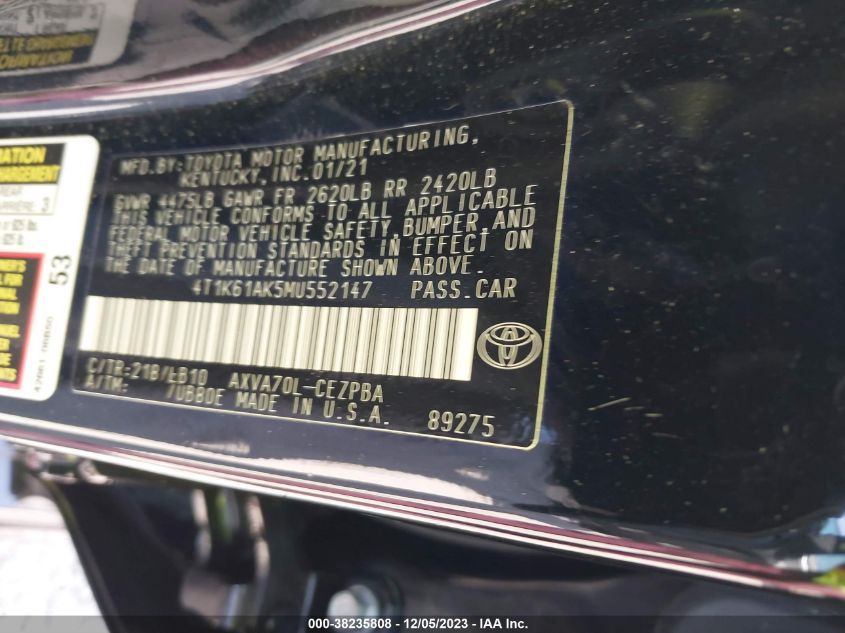 MFD.BY:TOYOTA MOTOR MANUFACTURING,
KENTUCKY, INC.01/21
GVWR 4475LB GAWR FR 2620LB RR 2420LB
THIS VEHICLE CONFORMS TO ALL APPLICABLE
FEDERAL MOTOR VEHICLE SAFETY, BUMPER, AND
THEFT PREVENTION STANDARDS IN EFFECT ON
THE DATE OF MANUFACTURE SHOWN ABOVE.
4T1K61AK5MU552147 PASS.CAR
C/TR:218/LB10 AXVA70L-CEZPBA
A/TM: /UB80E MADE IN U.S.A.
89275
53
42661-06B50
000-38235808 - 12/05/2023 - IAA Inc.